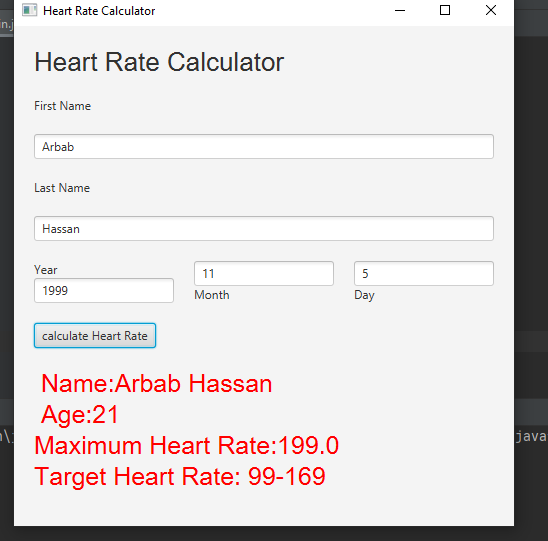 Heart Rate Calculator
Heart Rate Calculator
First Name
Arbab
Last Name
Hassan
Year
1999
11
Month
5
Day
calculate Heart Rate
Name:Arbab Hassan
Age:21
Maximum Heart Rate:199.0
Target Heart Rate: 99-169
java